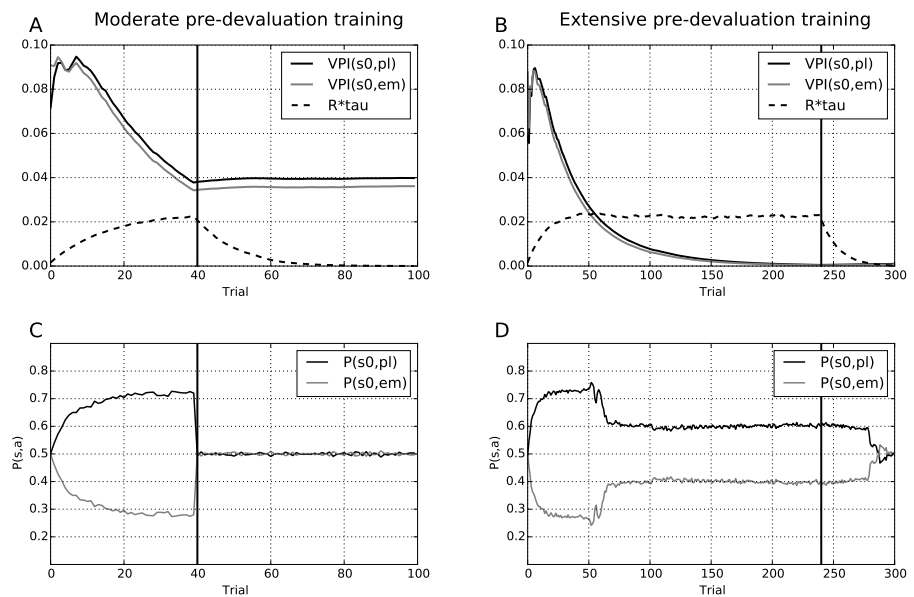 A
Moderate pre-devaluation training
0.10
0.08
0.06
0.04
0.02
0.00
VPI(s0,pl)
VPI(s0,em)
R*tau
0 20 40 60 80 100
Trial
B
Extensive pre-devaluation training
0.10
0.08
0.06
0.04
0.02
0.00
VPI(s0,pl)
VPI(s0,em)
R*tau
0 50 100 150 200 250 300
Trial
C
P(s,a)
0.8
0.7
0.6
0.5
0.4
0.3
0.2
P(s0,pl)
P(s0,em)
0 20 40 60 80 100
Trial
D
P(s,a)
0.8
0.7
0.6
0.5
0.4
0.3
0.2
P(s0,pl)
P(s0,em)
0 50 100 150 200 250 300
Trial